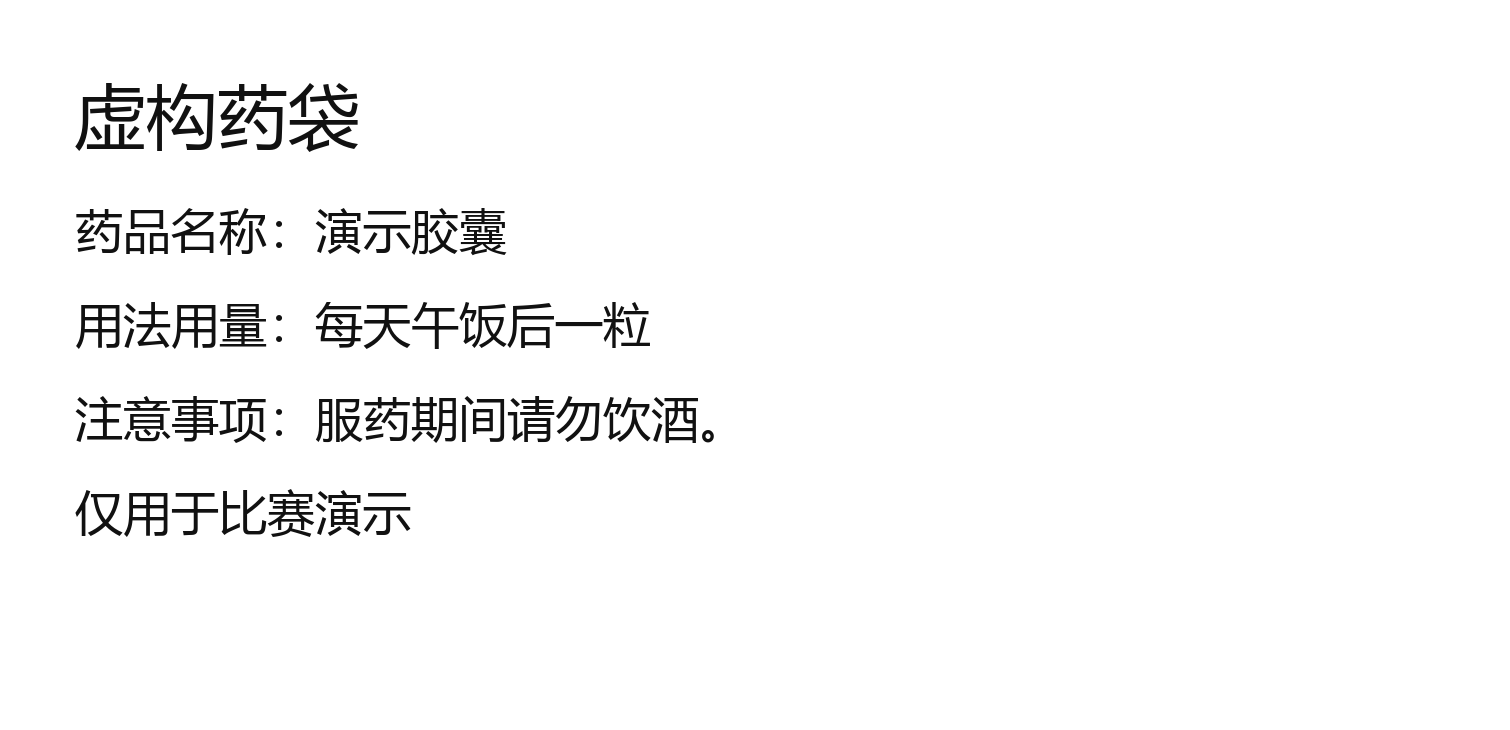 虚构药袋
药品名称：演示胶囊
用法用量：每天午饭后一粒
注意事项：服药期间请勿饮酒。
仅用于比赛演示